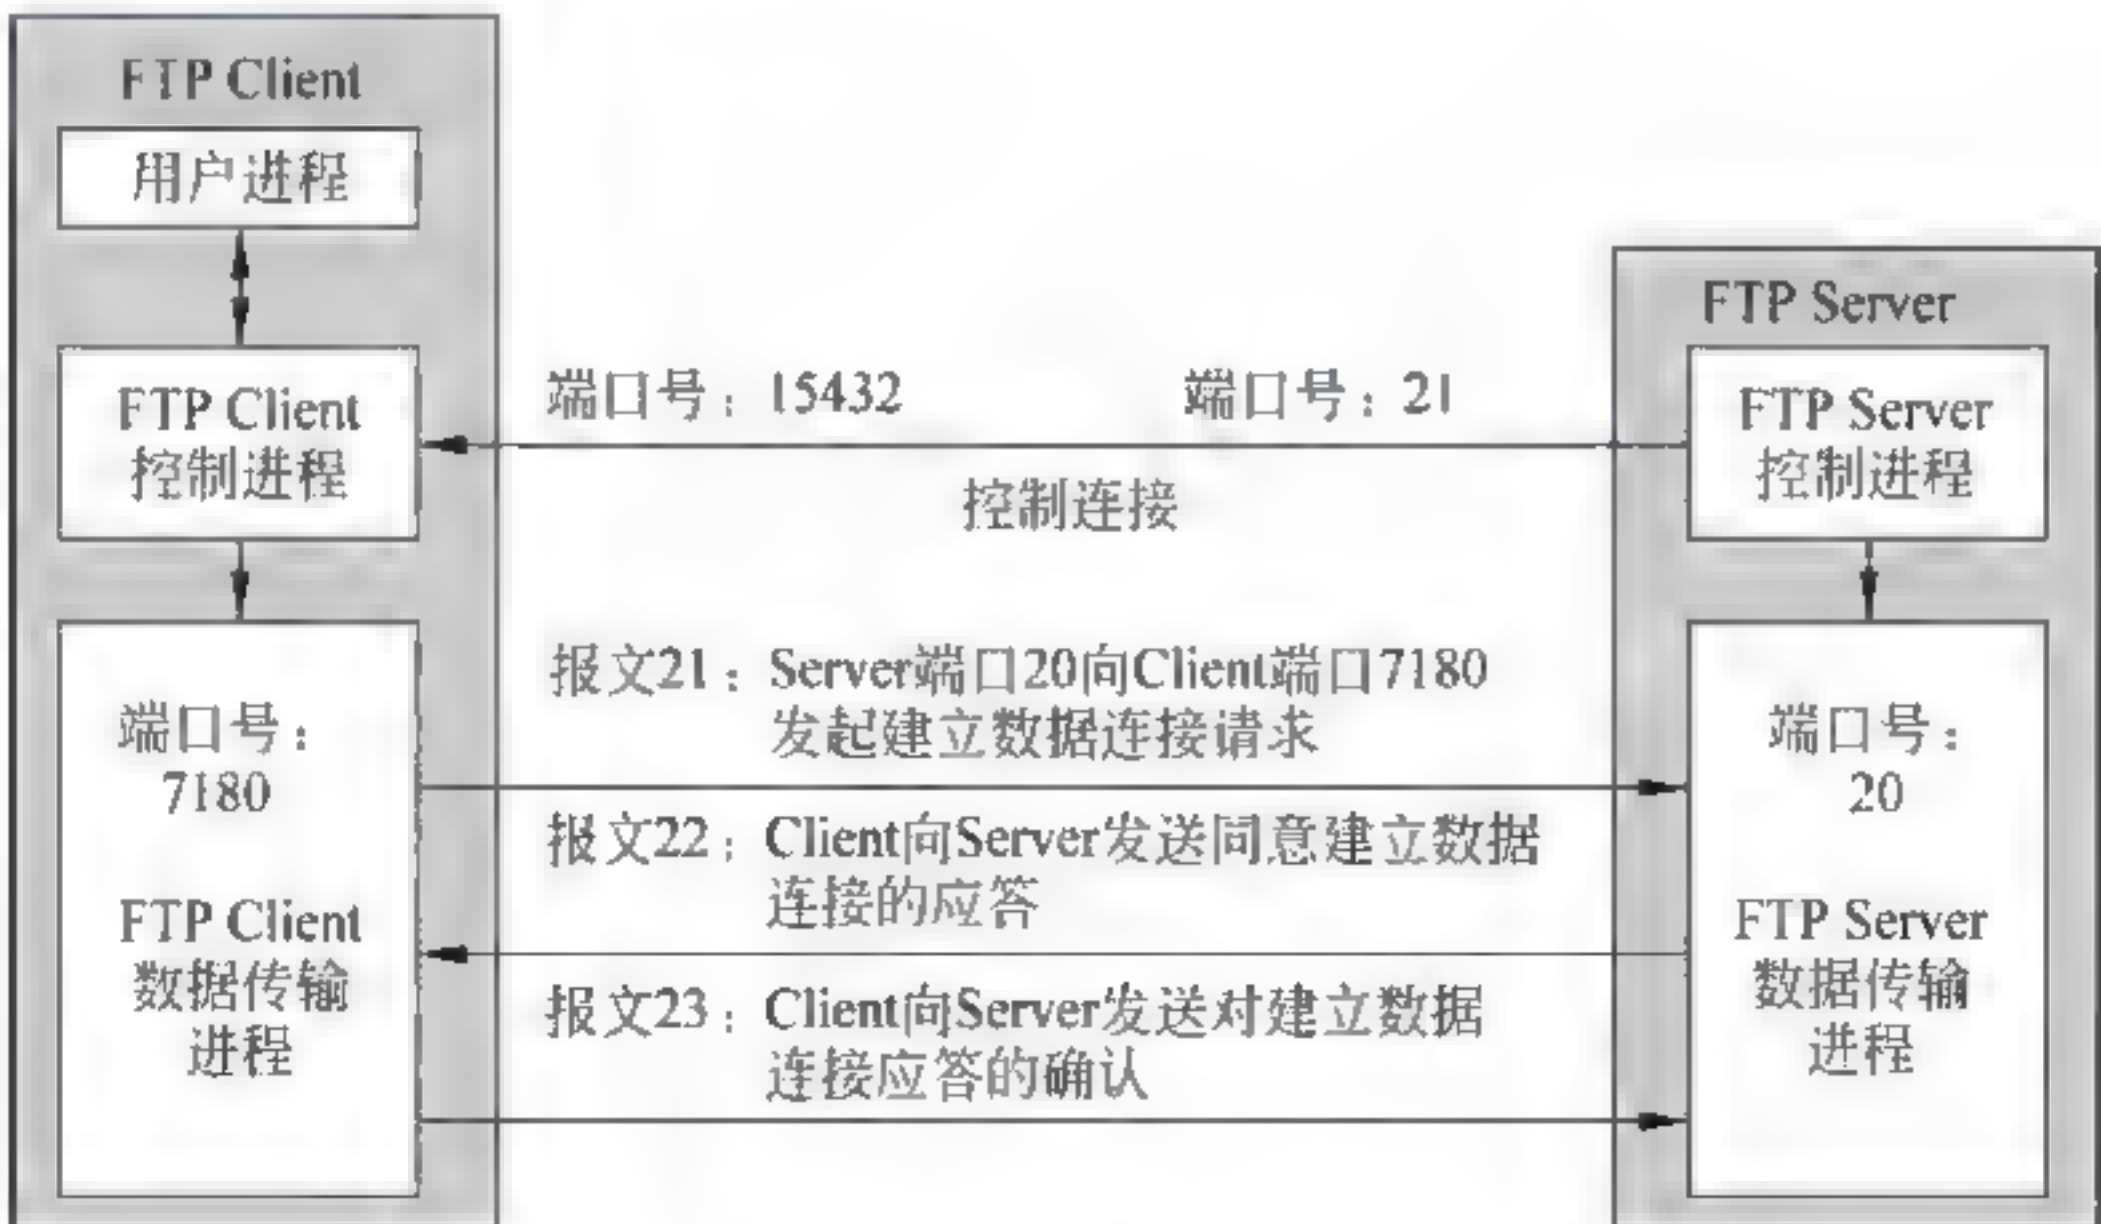 FTP Client
用户进程
FTP Server
FTP Client
控制进程
端口号：15432
端口号：21
控制连接
FTP Server
控制进程
端口号：
7180
FTP Client
数据传输
进程
报文21：Server端口20向Client端口7180
发起建立数据连接请求
报文22：Client向Server发送同意建立数据
连接的应答
报文23：Client向Server发送对建立数据
连接应答的确认
端口号：
20
FTP Server
数据传输
进程